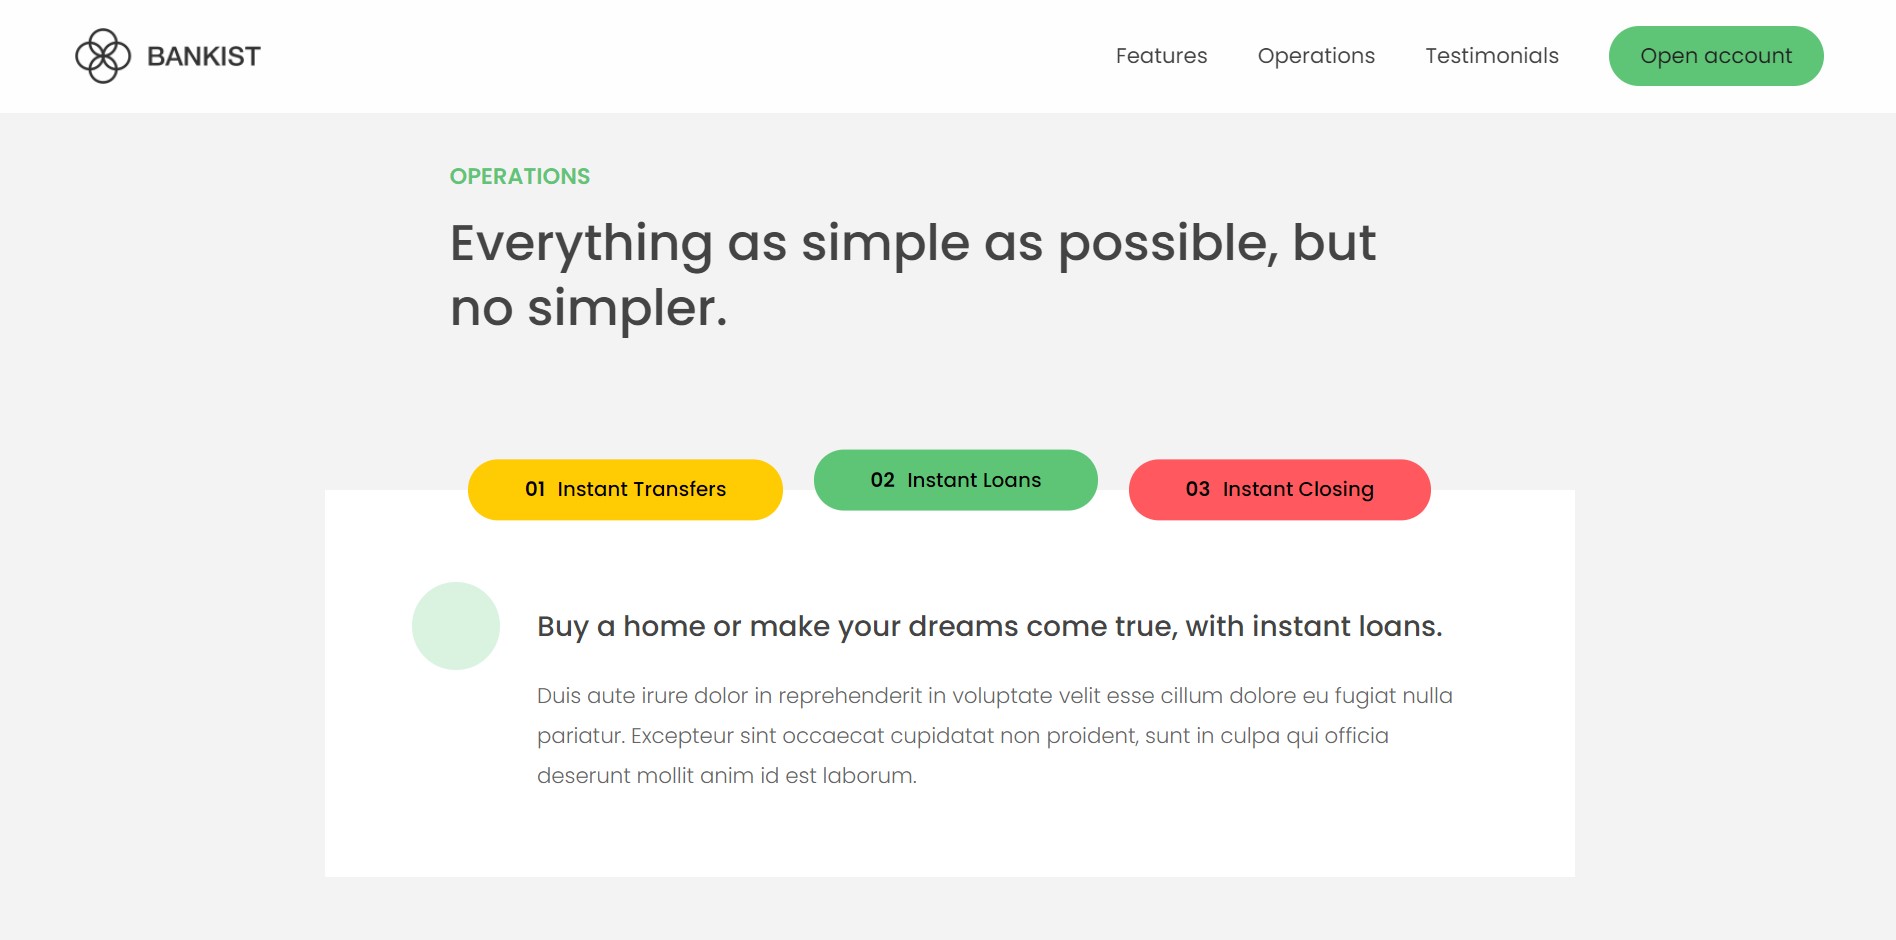 BANKIST
Features
Operations
Testimonials
Open account
OPERATIONS
Everything as simple as possible, but
no simpler.
01 Instant Transfers
02 Instant Loans
03 Instant Closing
Buy a home or make your dreams come true, with instant loans.
Duis aute irure dolor in reprehenderit in voluptate velit esse cillum dolore eu fugiat nulla
pariatur. Excepteur sint occaecat cupidatat non proident, sunt in culpa qui officia
deserunt mollit anim id est laborum.